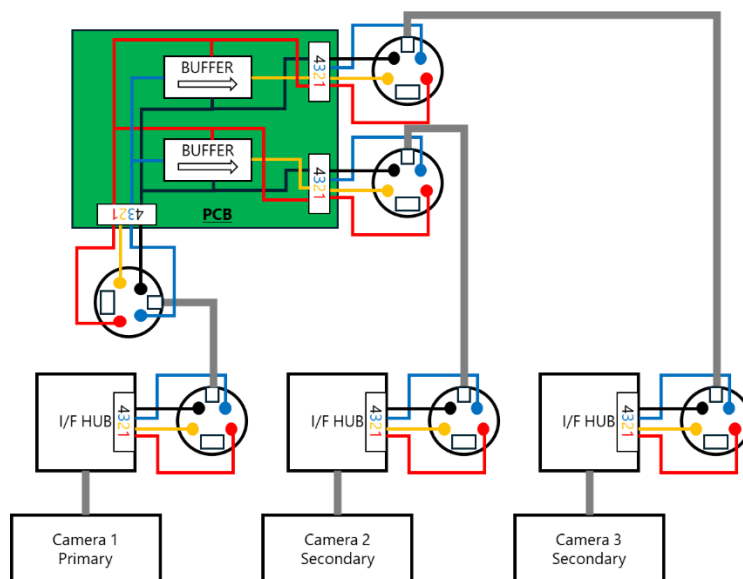 BUFFER
4321
BUFFER
4321
4321
PCB
I/F HUB
4321
I/F HUB
4321
I/F HUB
4321
Camera 1
Primary
Camera 2
Secondary
Camera 3
Secondary